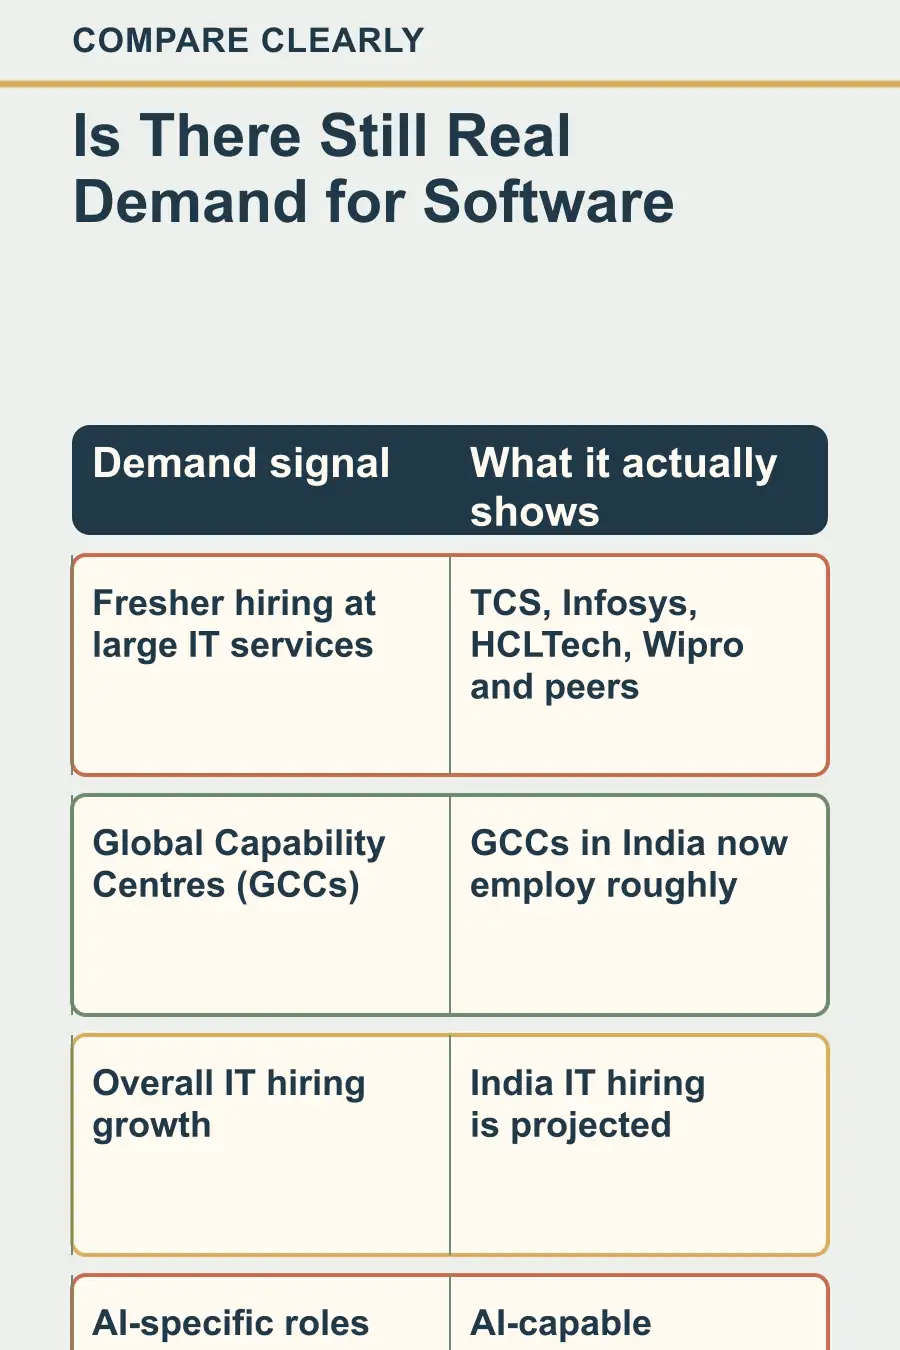 COMPARE CLEARLY
Is There Still Real
Demand for Software
Demand signal
What it actually
shows
Fresher hiring at
large IT services
TCS, Infosys,
HCLTech, Wipro
and peers
Global Capability
Centres (GCCs)
GCCs in India now
employ roughly
Overall IT hiring
growth
India IT hiring
is projected
AI-specific roles
AI-capable